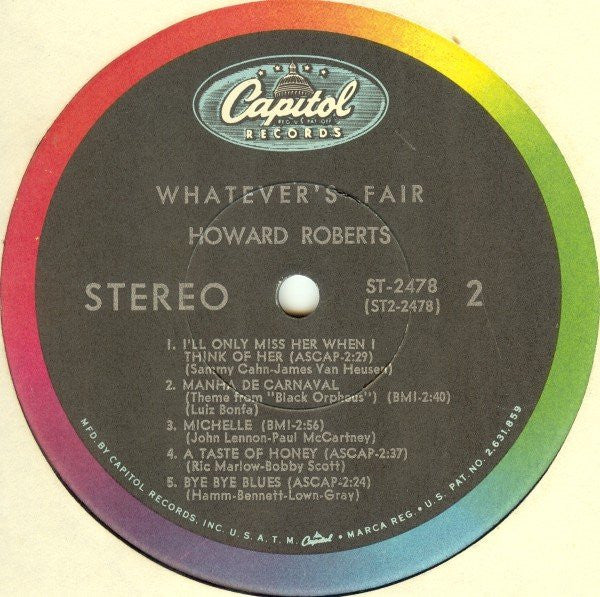 Capitol
REG. U.S. PAT. OFF.
RECORDS
WHATEVER'S FAIR
HOWARD ROBERTS
STEREO
ST-2478
(ST2-2478)
2
1. I'LL ONLY MISS HER WHEN I
THINK OF HER (ASCAP-2:29)
(Sammy Cahn-James Van Heusen)
2. MANHA DE CARNAVAL
(Theme from "Black Orpheus") (BMI-2:40)
(Luiz Bonfa)
3. MICHELLE (BMI-2:56)
(John Lennon-Paul McCartney)
4. A TASTE OF HONEY (ASCAP-2:37)
(Ric Marlow-Bobby Scott)
5. BYE BYE BLUES (ASCAP-2:24)
(Hamm-Bennett-Lown-Gray)
MFD. BY CAPITOL RECORDS, INC. U.S.A. T.M. Capitol • MARCA REG. • U.S. PAT. NO. 2,631,859